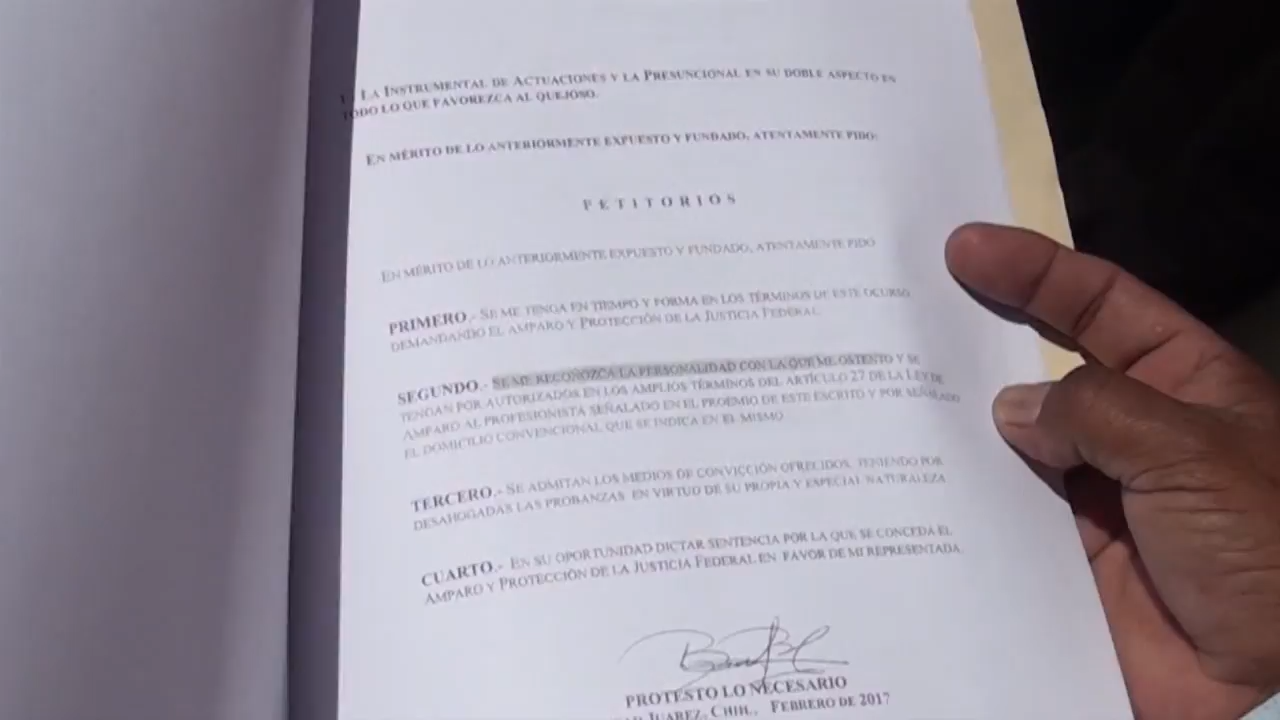 LA INSTRUMENTAL DE ACTUACIONES Y LA PRESUNCIONAL EN SU DOBLE ASPECTO EN
TODO LO QUE FAVOREZCA AL QUEJOSO.
EN MÉRITO DE LO ANTERIORMENTE EXPUESTO Y FUNDADO, ATENTAMENTE PIDO:
P E T I T O R I O S
EN MÉRITO DE LO ANTERIORMENTE EXPUESTO Y FUNDADO, ATENTAMENTE PIDO
PRIMERO.- SE ME TENGA EN TIEMPO Y FORMA EN LOS TÉRMINOS DE ESTE OCURSO
DEMANDANDO EL AMPARO Y PROTECCIÓN DE LA JUSTICIA FEDERAL.
SEGUNDO.- SE ME RECONOZCA LA PERSONALIDAD CON LA QUE ME OSTENTO Y SE
TENGAN POR AUTORIZADOS EN LOS AMPLIOS TÉRMINOS DEL ARTÍCULO 27 DE LA LEY DE
AMPARO AL PROFESIONISTA SEÑALADO EN EL PROEMIO DE ESTE ESCRITO Y POR SEÑALADO
EL DOMICILIO CONVENCIONAL QUE SE INDICA EN EL MISMO.
TERCERO.- SE ADMITAN LOS MEDIOS DE CONVICCIÓN OFRECIDOS, TENIENDO POR
DESAHOGADAS LAS PROBANZAS EN VIRTUD DE SU PROPIA Y ESPECIAL NATURALEZA.
CUARTO.- EN SU OPORTUNIDAD DICTAR SENTENCIA POR LA QUE SE CONCEDA EL
AMPARO Y PROTECCIÓN DE LA JUSTICIA FEDERAL EN FAVOR DE MI REPRESENTADA.
PROTESTO LO NECESARIO
JUAREZ, CHIH., FEBRERO DE 2017